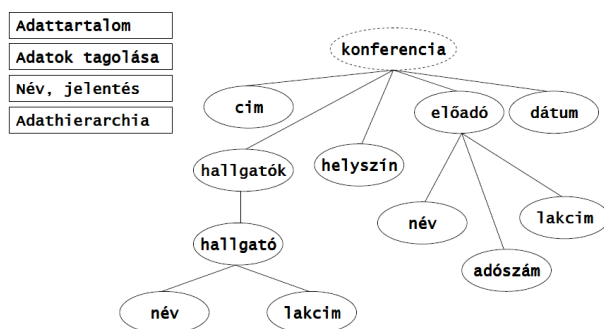 Adattartalom
Adatok tagolása
Név, jelentés
Adathierarchia
konferencia
cim
előadó
dátum
hallgatók
helyszín
név
lakcim
hallgató
adószám
név
lakcim